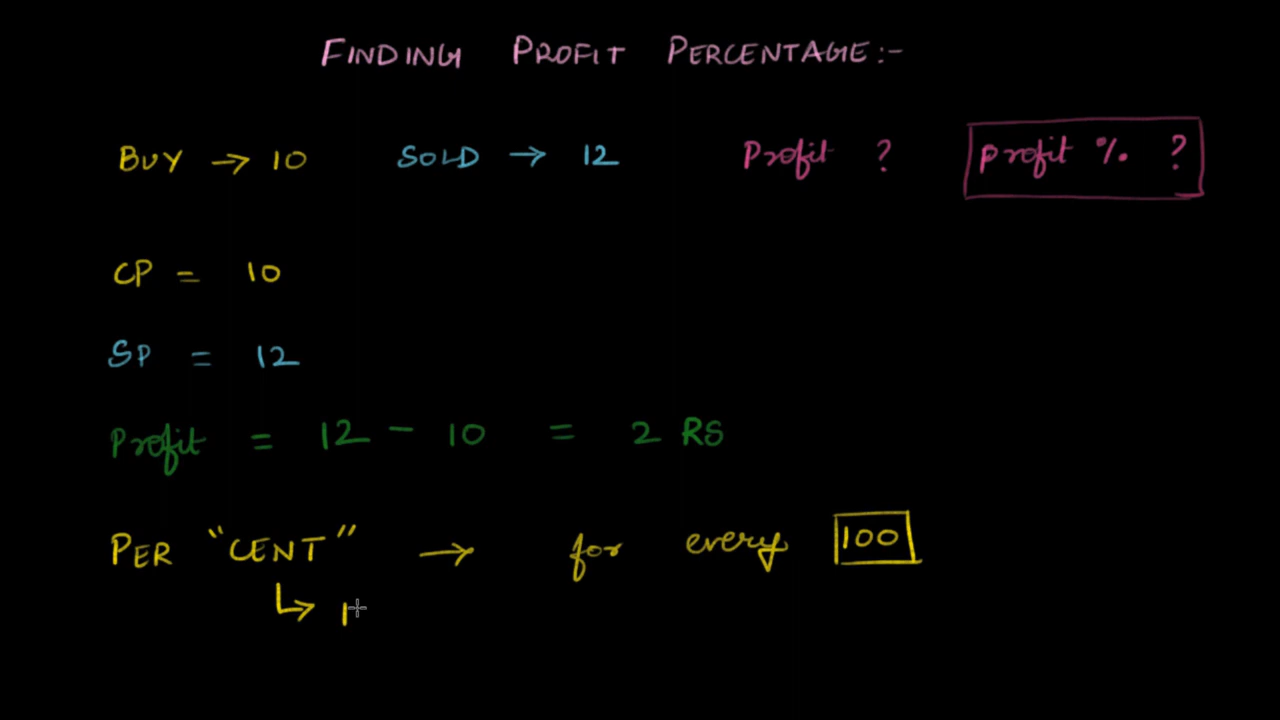 FINDING PROFIT PERCENTAGE:-
BUY → 10 SOLD → 12 Profit ? profit % ?
CP = 10
SP = 12
Profit = 12 - 10 = 2 RS
PER "CENT" → for every 100
↳ 1